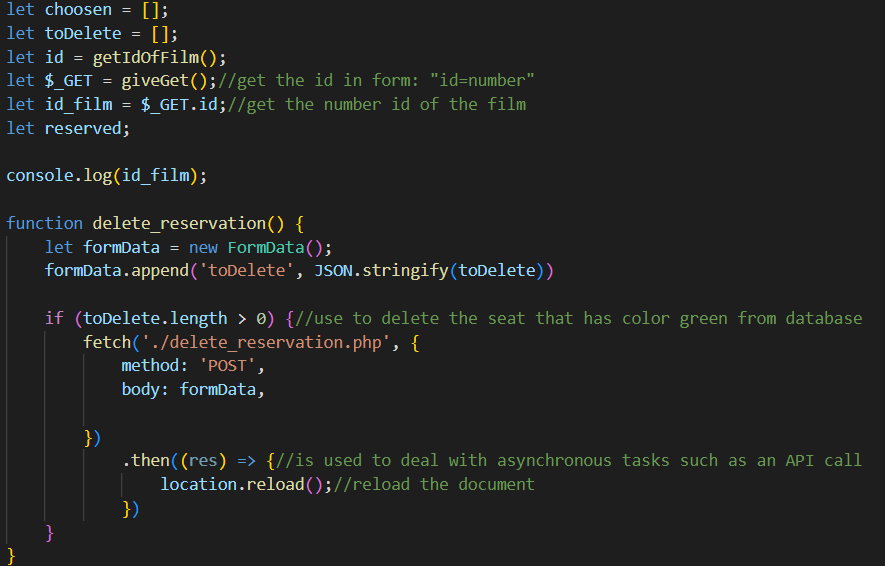 let choosen = [];
let toDelete = [];
let id = getIdOfFilm();
let $_GET = giveGet();//get the id in form: "id=number"
let id_film = $_GET.id;//get the number id of the film
let reserved;
console.log(id_film);
function delete_reservation() {
let formData = new FormData();
formData.append('toDelete', JSON.stringify(toDelete))
if (toDelete.length > 0) {//use to delete the seat that has color green from database
fetch('./delete_reservation.php', {
method: 'POST',
body: formData,
})
.then((res) => {//is used to deal with asynchronous tasks such as an API call
location.reload();//reload the document
})
}
}